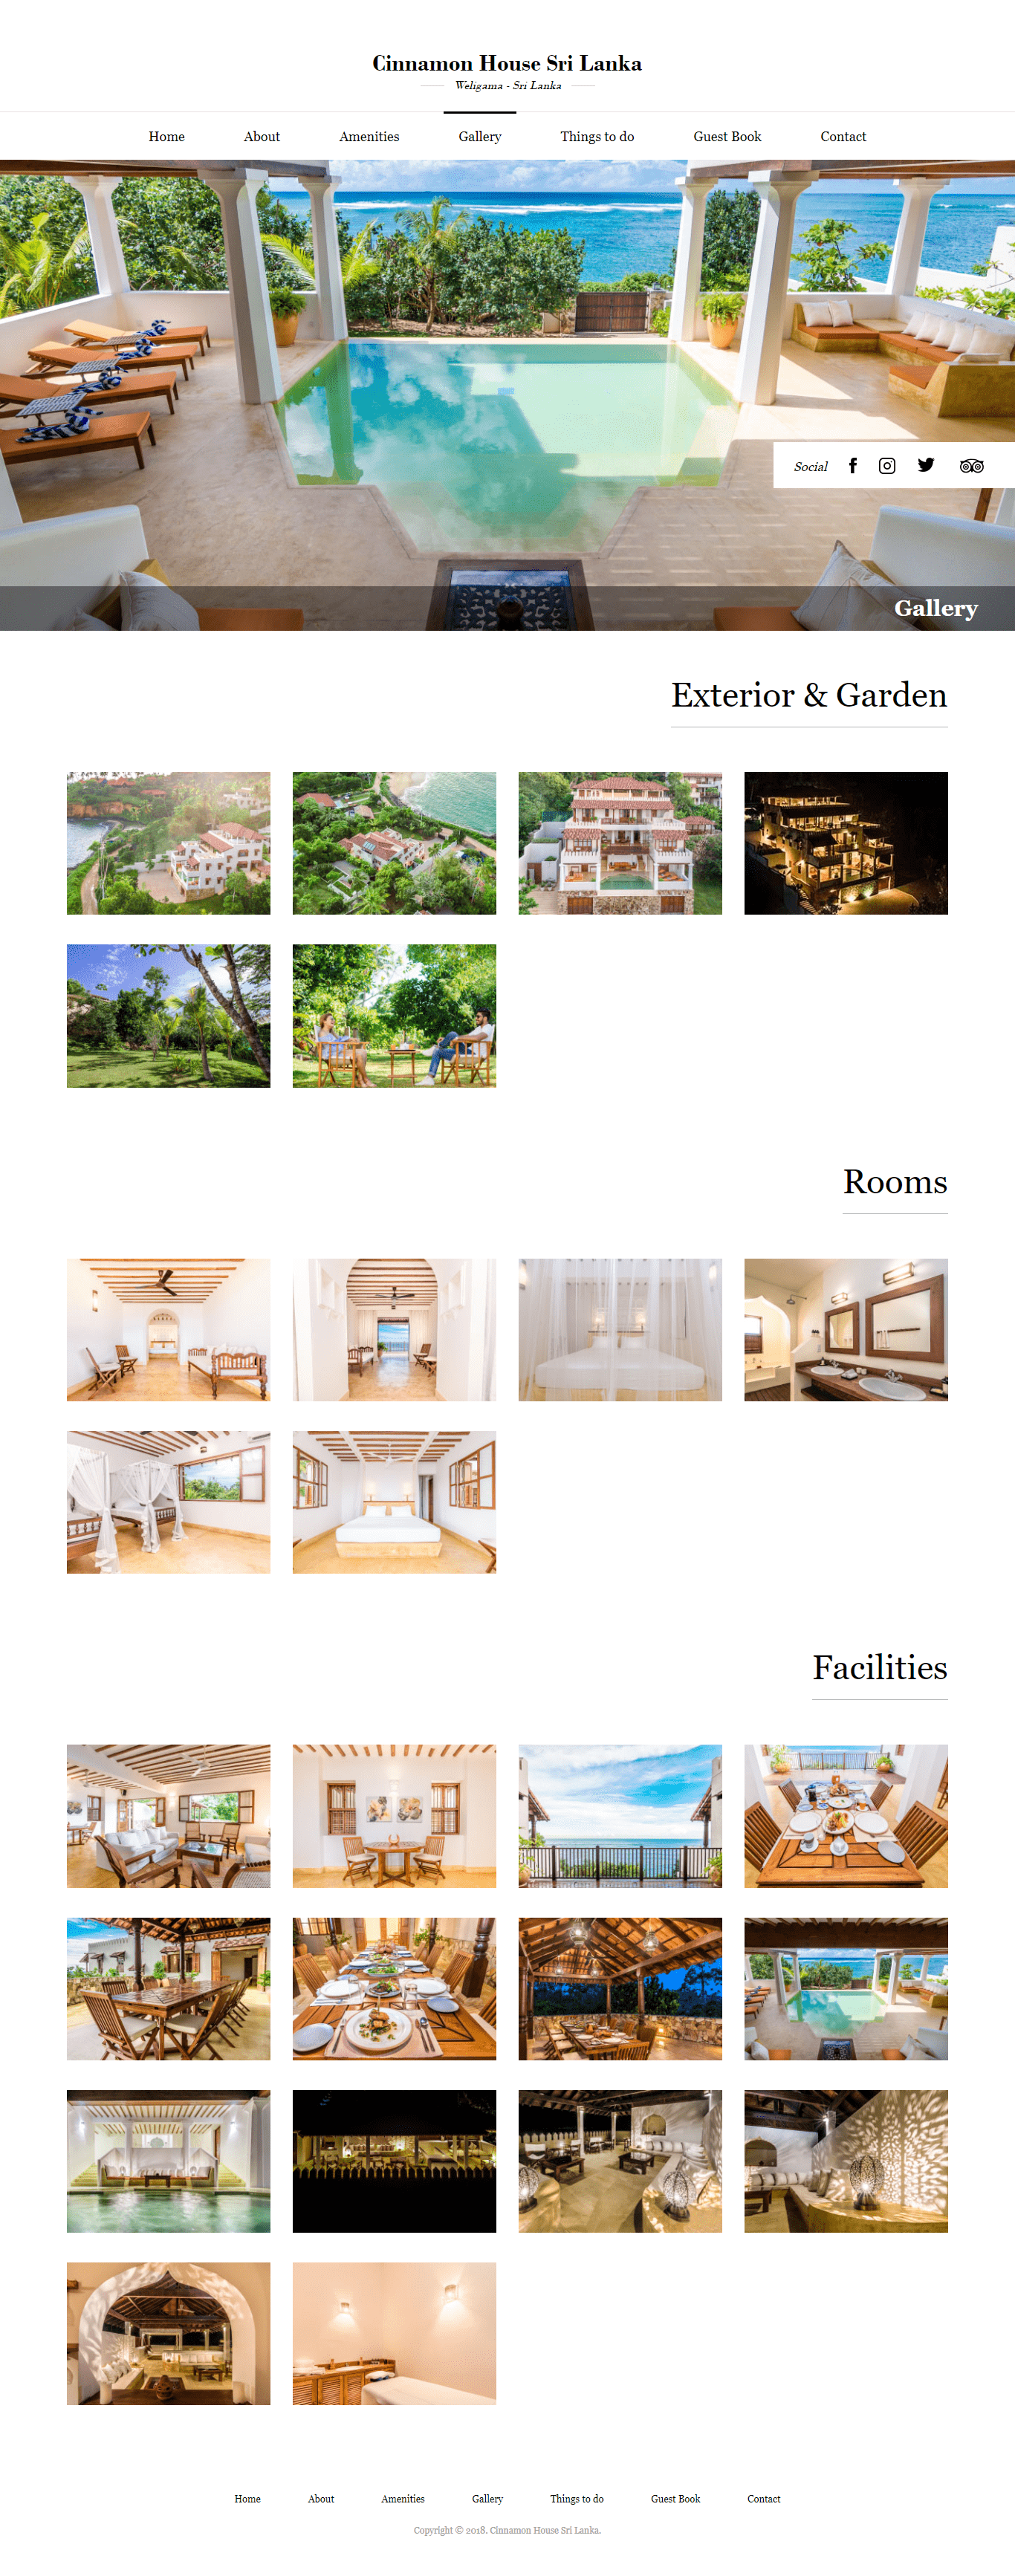 Cinnamon House Sri Lanka
Weligama - Sri Lanka
Home About Amenities Gallery Things to do Guest Book Contact
Social
Gallery
Exterior & Garden
Rooms
Facilities
Home About Amenities Gallery Things to do Guest Book Contact
Copyright © 2018. Cinnamon House Sri Lanka.